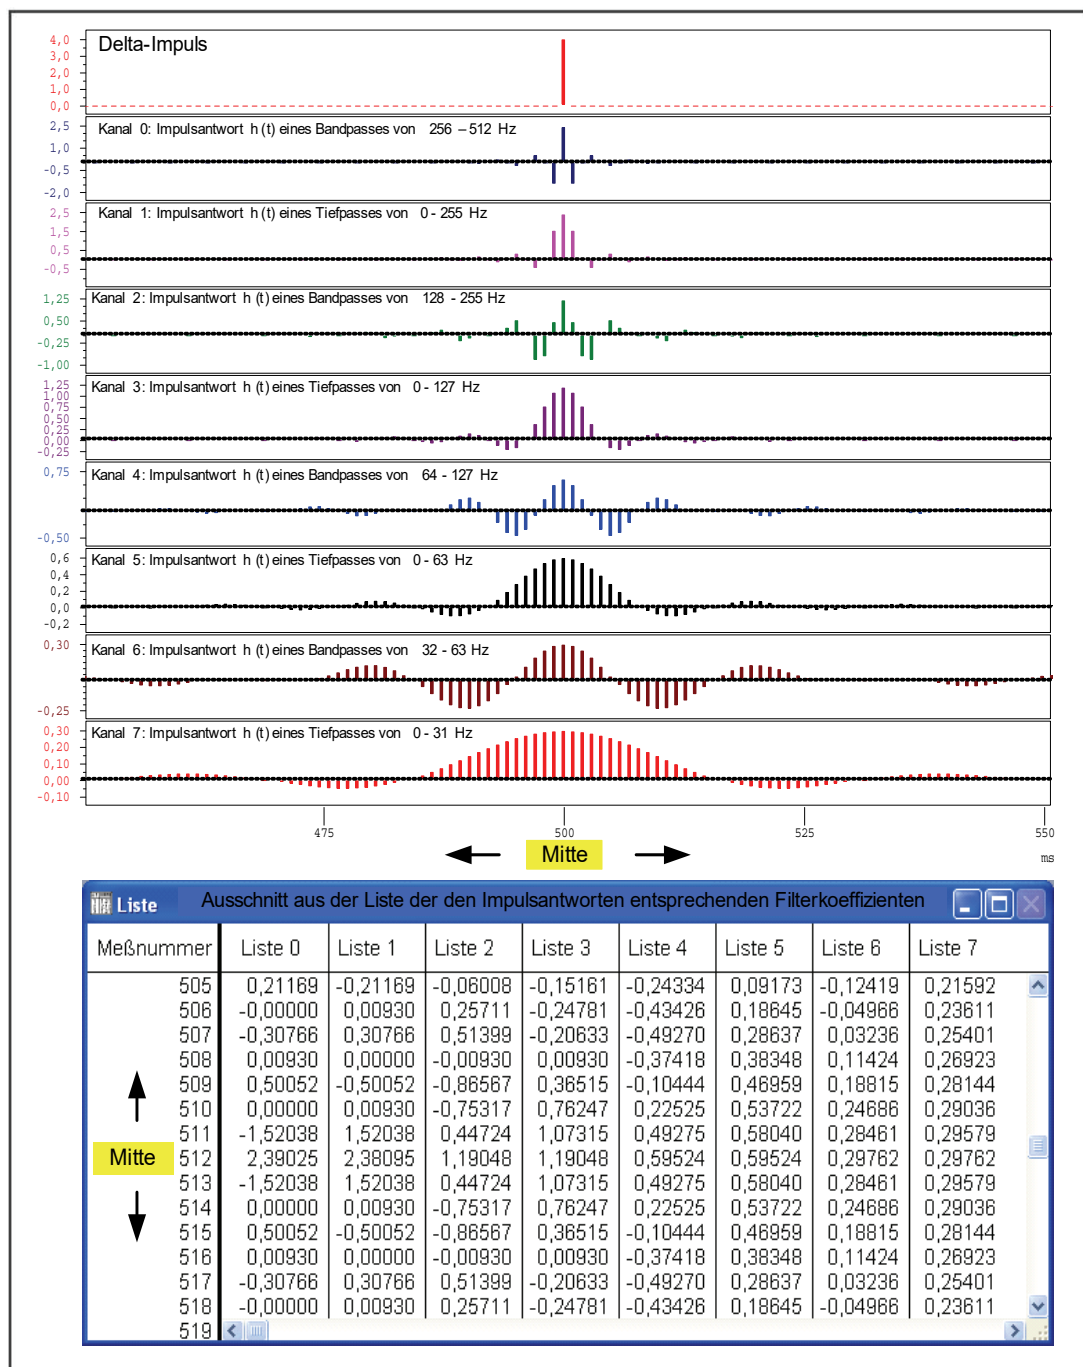 Delta-Impuls
4,0
3,0
2,0
1,0
0,0
Kanal 0: Impulsantwort h (t) eines Bandpasses von 256 – 512 Hz
2,5
1,0
-0,5
-2,0
Kanal 1: Impulsantwort h (t) eines Tiefpasses von 0 - 255 Hz
2,5
1,5
0,5
-0,5
Kanal 2: Impulsantwort h (t) eines Bandpasses von 128 - 255 Hz
1,25
0,50
-0,25
-1,00
Kanal 3: Impulsantwort h (t) eines Tiefpasses von 0 - 127 Hz
1,25
1,00
0,75
0,50
0,25
0,00
-0,25
Kanal 4: Impulsantwort h (t) eines Bandpasses von 64 - 127 Hz
0,75
-0,50
Kanal 5: Impulsantwort h (t) eines Tiefpasses von 0 - 63 Hz
0,6
0,4
0,2
0,0
-0,2
Kanal 6: Impulsantwort h (t) eines Bandpasses von 32 - 63 Hz
0,30
-0,25
Kanal 7: Impulsantwort h (t) eines Tiefpasses von 0 - 31 Hz
0,30
0,20
0,10
0,00
-0,10
475 500 525 550
Mitte
ms
Liste Ausschnitt aus der Liste der den Impulsantworten entsprechenden Filterkoeffizienten
Meßnummer Liste 0 Liste 1 Liste 2 Liste 3 Liste 4 Liste 5 Liste 6 Liste 7
505 0,21169 -0,21169 -0,06008 -0,15161 -0,24334 0,09173 -0,12419 0,21592
506 -0,00000 0,00930 0,25711 -0,24781 -0,43426 0,18645 -0,04966 0,23611
507 -0,30766 0,30766 0,51399 -0,20633 -0,49270 0,28637 0,03236 0,25401
508 0,00930 0,00000 -0,00930 0,00930 -0,37418 0,38348 0,11424 0,26923
509 0,50052 -0,50052 -0,86567 0,36515 -0,10444 0,46959 0,18815 0,28144
510 0,00000 0,00930 -0,75317 0,76247 0,22525 0,53722 0,24686 0,29036
511 -1,52038 1,52038 0,44724 1,07315 0,49275 0,58040 0,28461 0,29579
Mitte 512 2,39025 2,38095 1,19048 1,19048 0,59524 0,59524 0,29762 0,29762
513 -1,52038 1,52038 0,44724 1,07315 0,49275 0,58040 0,28461 0,29579
514 0,00000 0,00930 -0,75317 0,76247 0,22525 0,53722 0,24686 0,29036
515 0,50052 -0,50052 -0,86567 0,36515 -0,10444 0,46959 0,18815 0,28144
516 0,00930 0,00000 -0,00930 0,00930 -0,37418 0,38348 0,11424 0,26923
517 -0,30766 0,30766 0,51399 -0,20633 -0,49270 0,28637 0,03236 0,25401
518 -0,00000 0,00930 0,25711 -0,24781 -0,43426 0,18645 -0,04966 0,23611
519